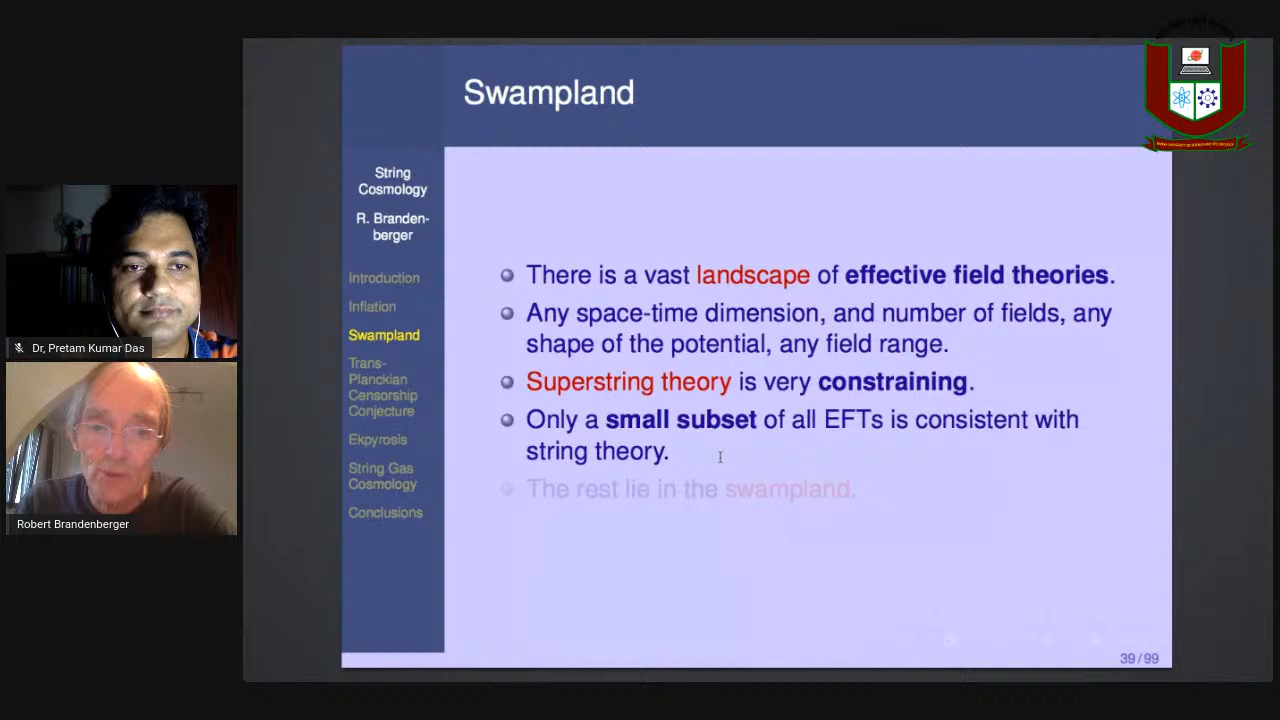 Swampland
String
Cosmology
R. Branden-
berger
Introduction
Inflation
Swampland
Trans-
Planckian
Censorship
Conjecture
Ekpyrosis
String Gas
Cosmology
Conclusions
There is a vast landscape of effective field theories.
Any space-time dimension, and number of fields, any
shape of the potential, any field range.
Superstring theory is very constraining.
Only a small subset of all EFTs is consistent with
string theory.
The rest lie in the swampland.
39/99
Dr, Pretam Kumar Das
Robert Brandenberger